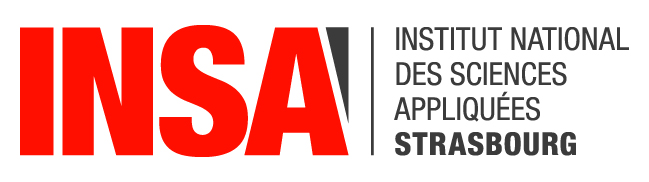 INSA
INSTITUT NATIONAL
DES SCIENCES
APPLIQUÉES
STRASBOURG